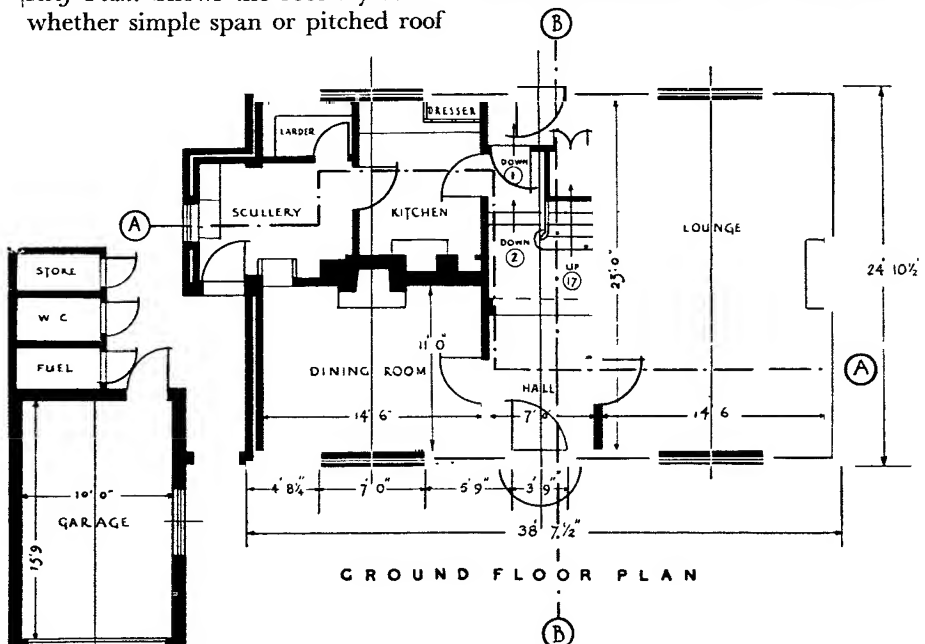 whether simple span or pitched roof
B
DRESSER
LARDER
DOWN
1
A
SCULLERY
KITCHEN
LOUNGE
DOWN
2
UP
17
23'·0"
24' 10½"
STORE
W C
FUEL
11' 0"
DINING ROOM
A
HALL
14' 6"
7' 0"
14' 6
10' 0"
GARAGE
15'9
4' 8¼"
7' 0"
5' 9"
3' 9"
38' 7½"
GROUND FLOOR PLAN
B